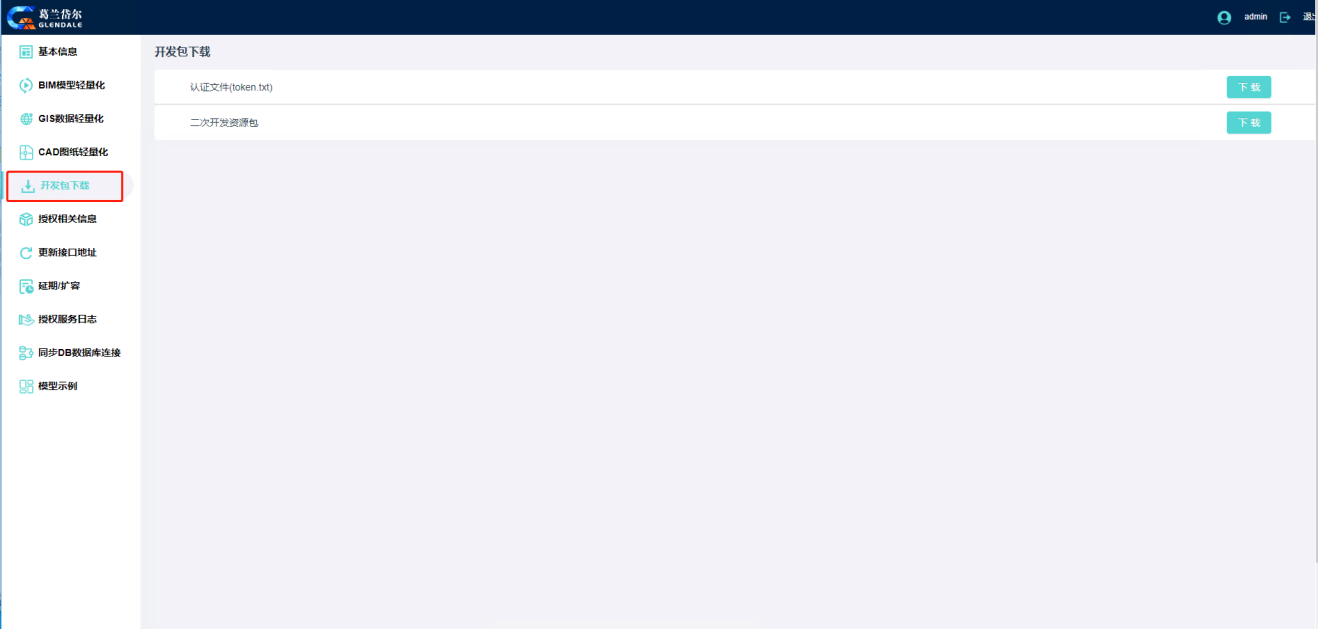 葛兰岱尔
GLENDALE
admin
基本信息
BIM模型轻量化
GIS数据轻量化
CAD图纸轻量化
开发包下载
授权相关信息
更新接口地址
延期/扩容
授权服务日志
同步DB数据库连接
模型示例
开发包下载
认证文件(token.txt)
下载
二次开发资源包
下载